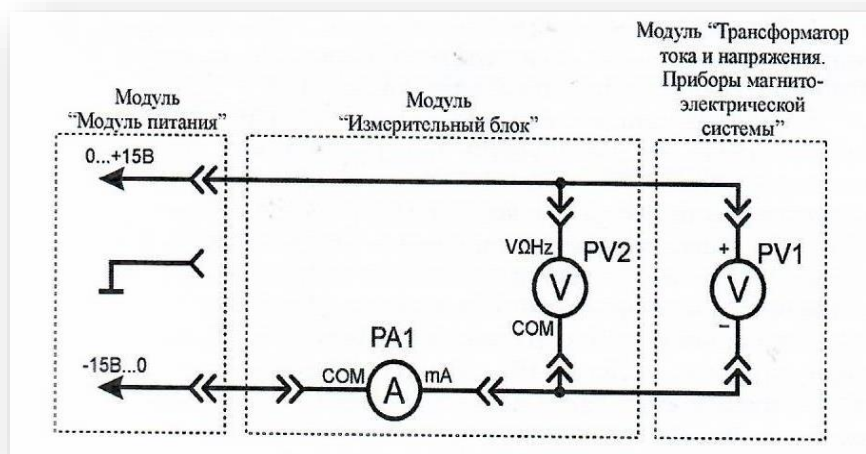 Модуль “Трансформатор
тока и напряжения.
Приборы магнито-
электрической
системы”
Модуль
“Модуль питания”
Модуль
“Измерительный блок”
0...+15В
VΩHz
PV2
V
COM
+
PV1
V
−
-15В...0
PA1
COM
A
mA